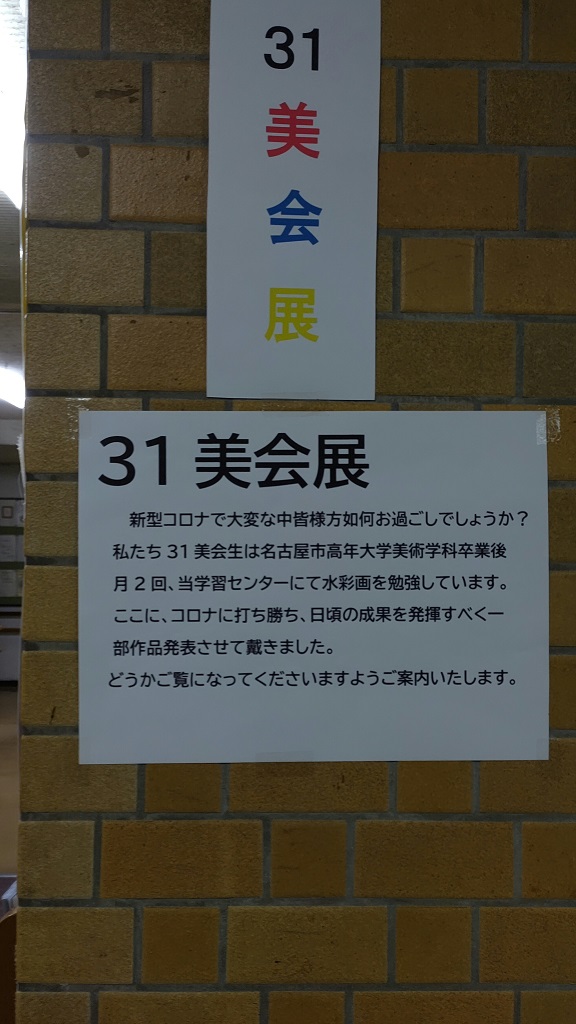 31
美
会
展
31 美会展
新型コロナで大変な中皆様方如何お過ごしでしょうか？
私たち 31 美会生は名古屋市高年大学美術学科卒業後
月 2 回、当学習センターにて水彩画を勉強しています。
ここに、コロナに打ち勝ち、日頃の成果を発揮すべく一
部作品発表させて戴きました。
どうかご覧になってくださいますようご案内いたします。